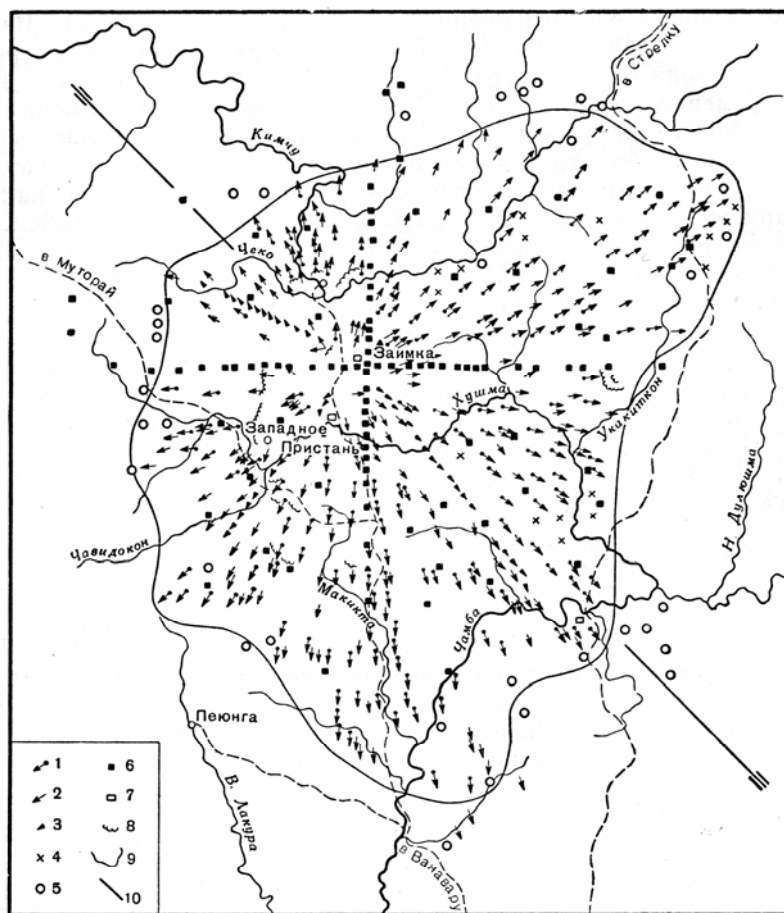 в Стрелку
Кимчу
Чеко
в Муторай
Заимка
Хушма
Укакиткон
Западное
Пристань
Н. Дулюшма
Чавидокон
Макикта
Чамба
Пеюнга
В. Лакура
в Ванавару
1 6
2 7
3 8
4 9
5 10